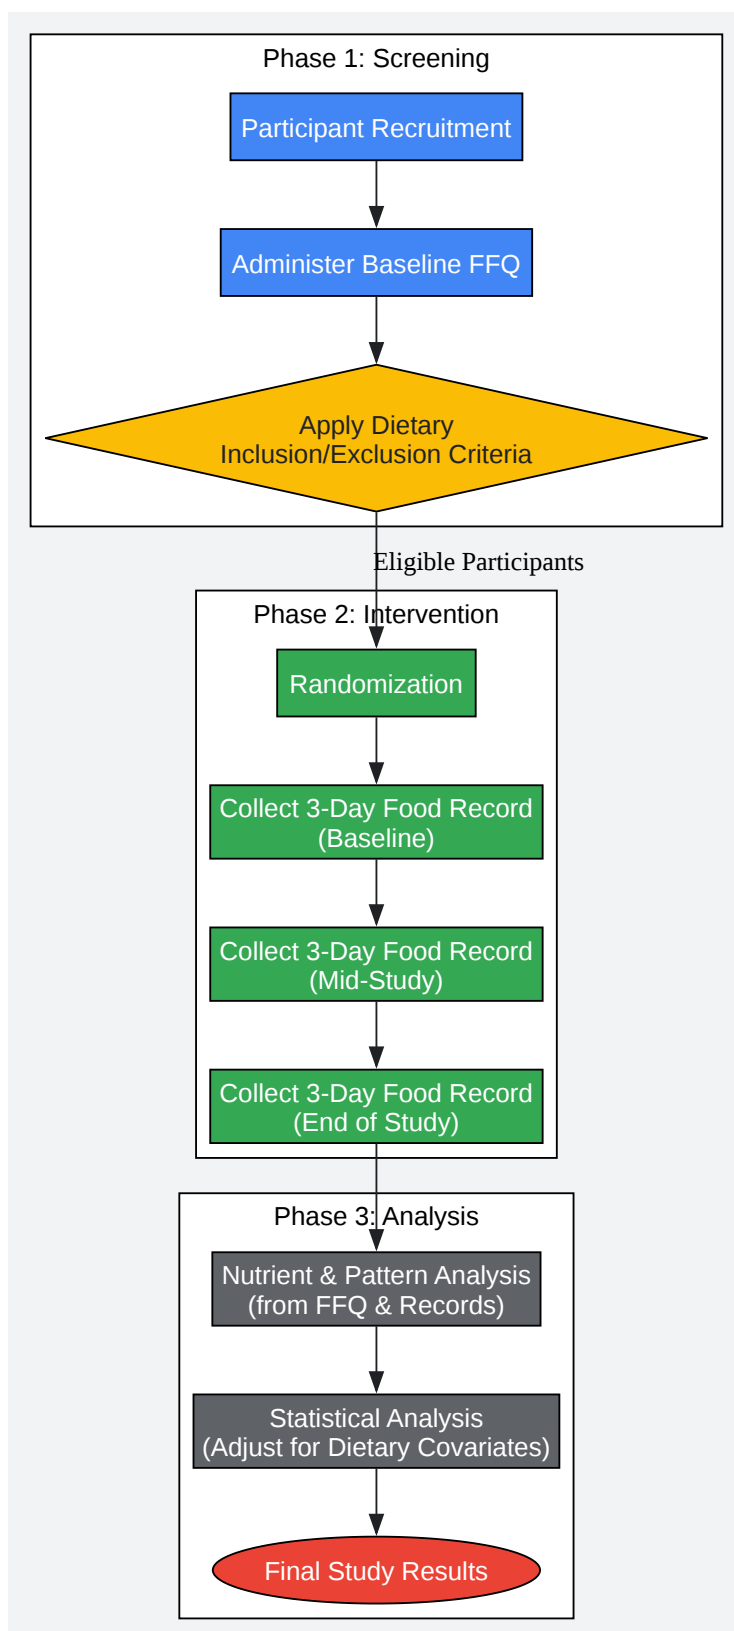 Phase 1: Screening
Participant Recruitment
Administer Baseline FFQ
Apply Dietary
Inclusion/Exclusion Criteria
Eligible Participants
Phase 2: Intervention
Randomization
Collect 3-Day Food Record
(Baseline)
Collect 3-Day Food Record
(Mid-Study)
Collect 3-Day Food Record
(End of Study)
Phase 3: Analysis
Nutrient & Pattern Analysis
(from FFQ & Records)
Statistical Analysis
(Adjust for Dietary Covariates)
Final Study Results